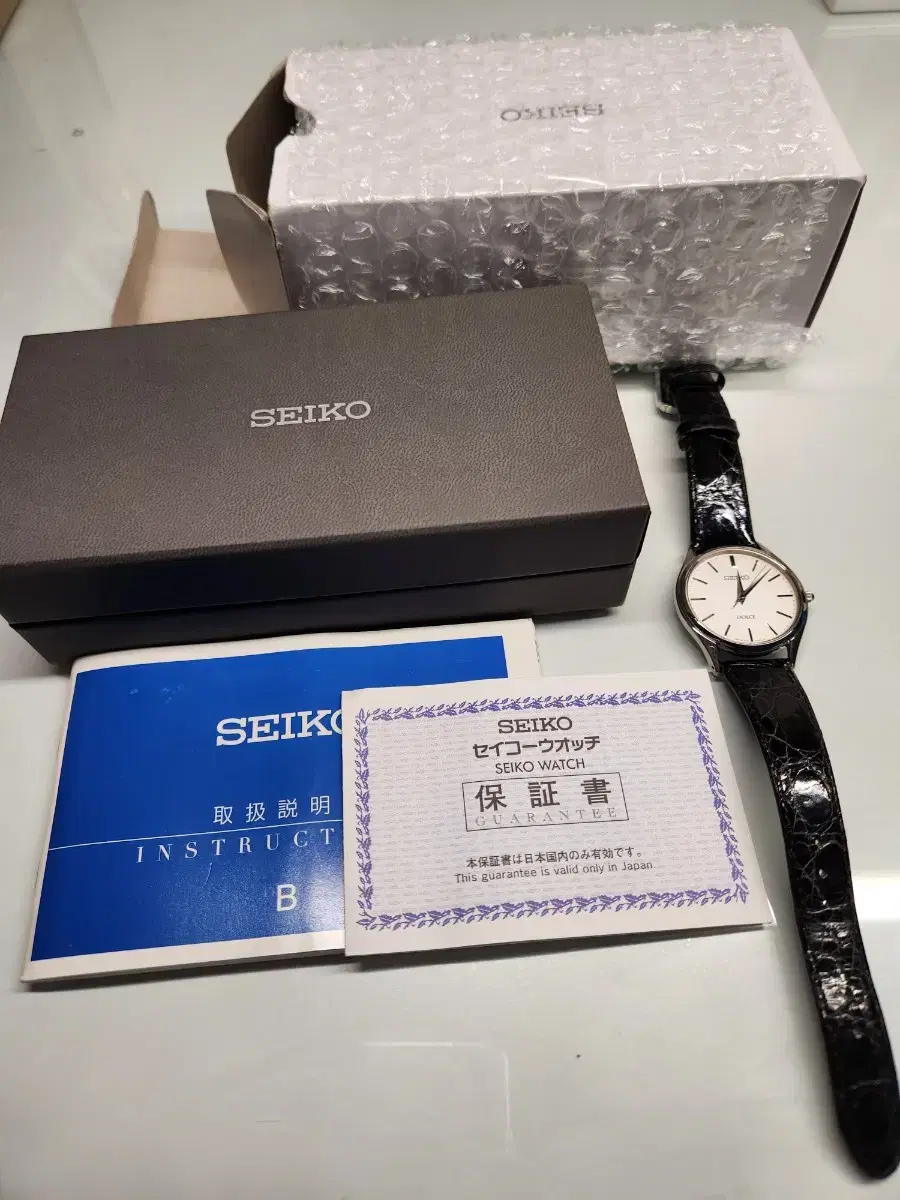 SEIKO
SEIKO
SEIKO
DOLCE
SEIKO
取扱説明
INSTRUCT
B
SEIKO
セイコーウオッチ
SEIKO WATCH
保証書
GUARANTEE
本保証書は日本国内のみ有効です。
This guarantee is valid only in Japan.